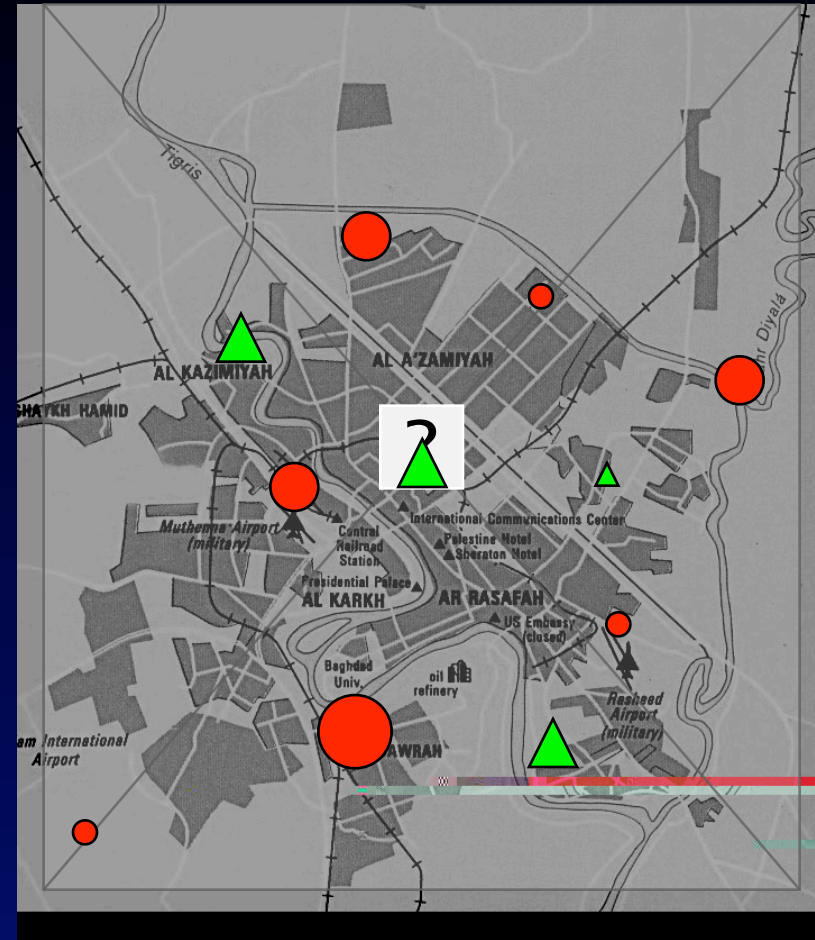 Tigris
AL A'ZAMIYAH
AL KAZIMIYAH
HAMID
?
International Communications Center
Muthenna Airport
(military)
Central
Railroad
Station
Palestine Hotel
Sheraton Hotel
Presidential Palace
AL KARKH
AR RASAFAH
US Embassy
(closed)
Baghdad
Univ.
oil
refinery
Rasheed
Airport
(military)
AWRAH
am International
Airport
Diyalá